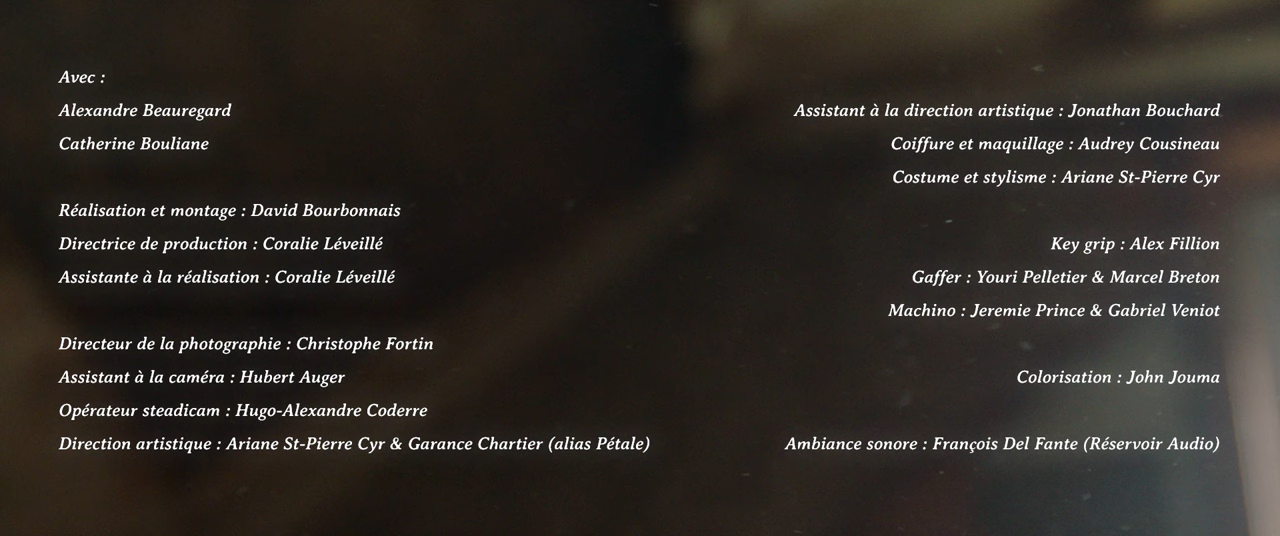 Avec :
Alexandre Beauregard
Catherine Bouliane
Réalisation et montage : David Bourbonnais
Directrice de production : Coralie Léveillé
Assistante à la réalisation : Coralie Léveillé
Directeur de la photographie : Christophe Fortin
Assistant à la caméra : Hubert Auger
Opérateur steadicam : Hugo-Alexandre Coderre
Direction artistique : Ariane St-Pierre Cyr & Garance Chartier (alias Pétale)
Assistant à la direction artistique : Jonathan Bouchard
Coiffure et maquillage : Audrey Cousineau
Costume et stylisme : Ariane St-Pierre Cyr
Key grip : Alex Fillion
Gaffer : Youri Pelletier & Marcel Breton
Machino : Jeremie Prince & Gabriel Veniot
Colorisation : John Jouma
Ambiance sonore : François Del Fante (Réservoir Audio)